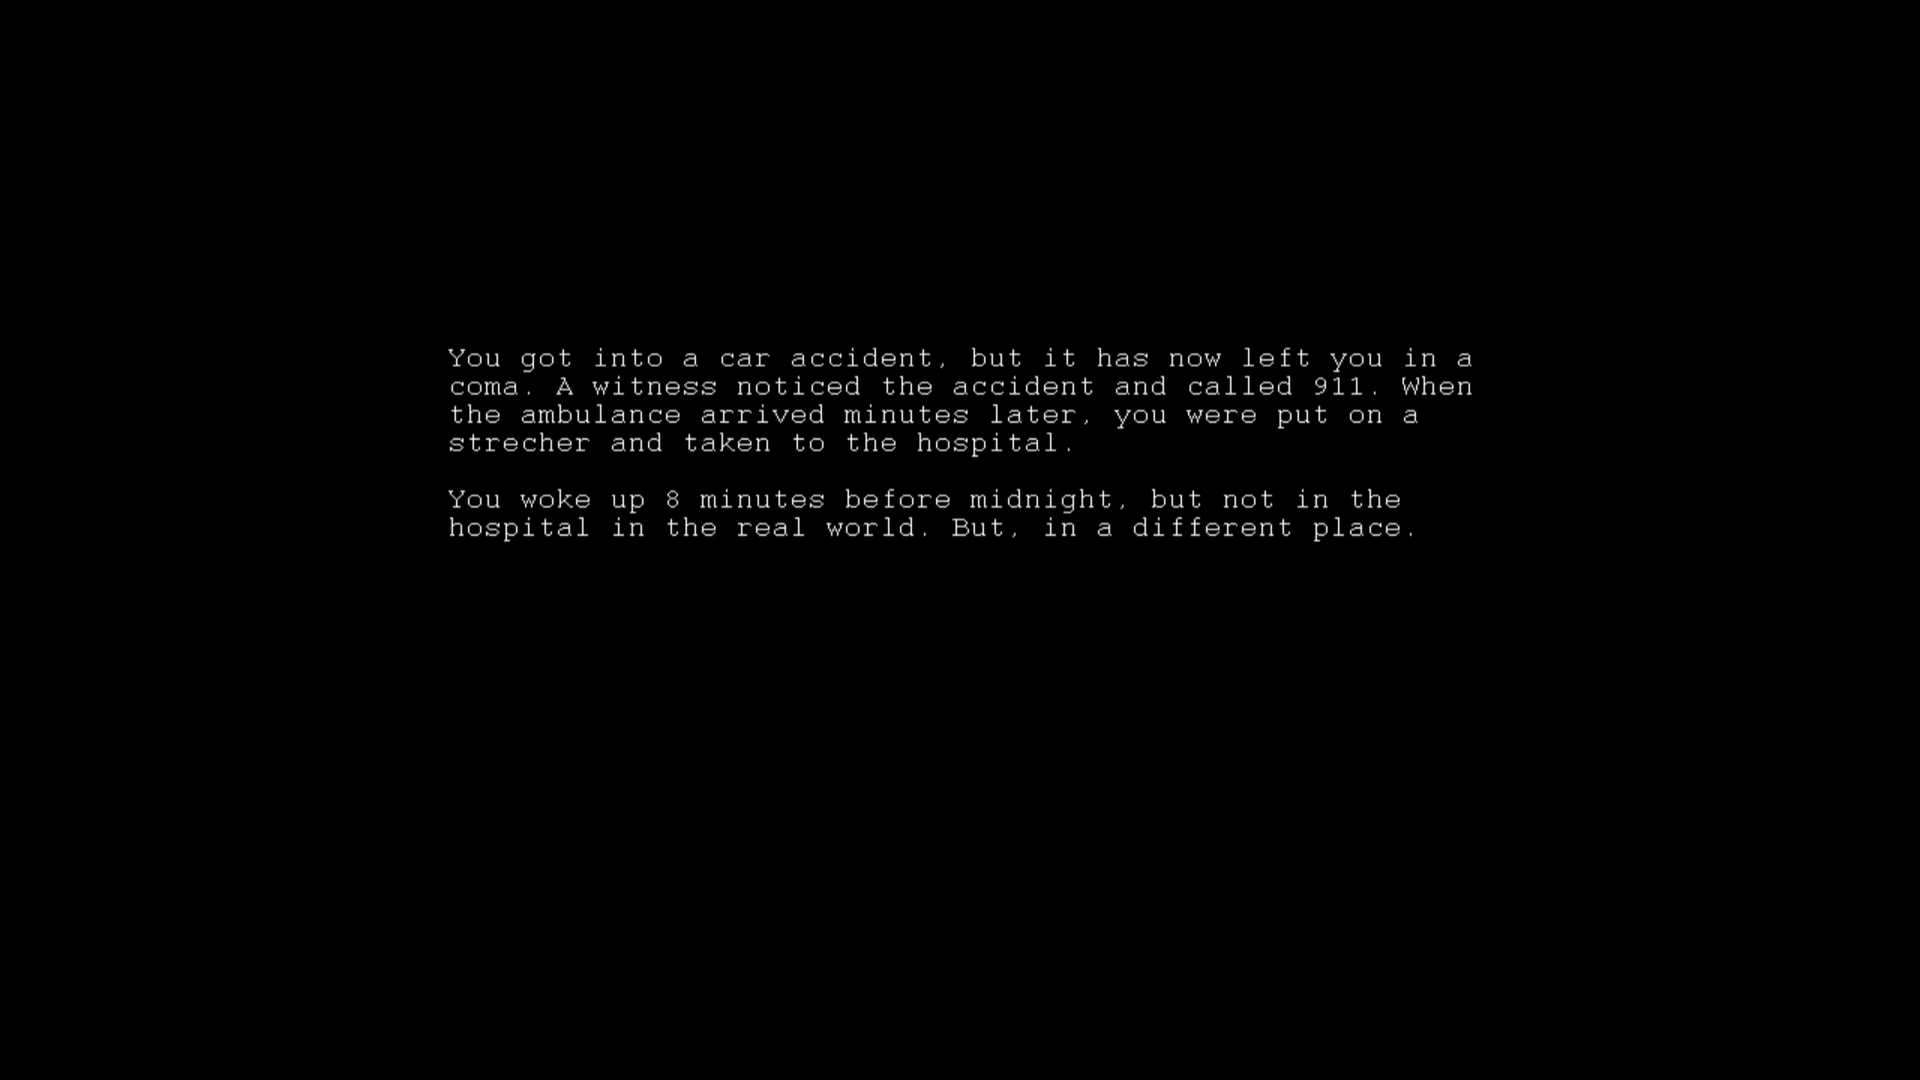 You got into a car accident, but it has now left you in a
coma. A witness noticed the accident and called 911. When
the ambulance arrived minutes later, you were put on a
strecher and taken to the hospital.
You woke up 8 minutes before midnight, but not in the
hospital in the real world. But, in a different place.